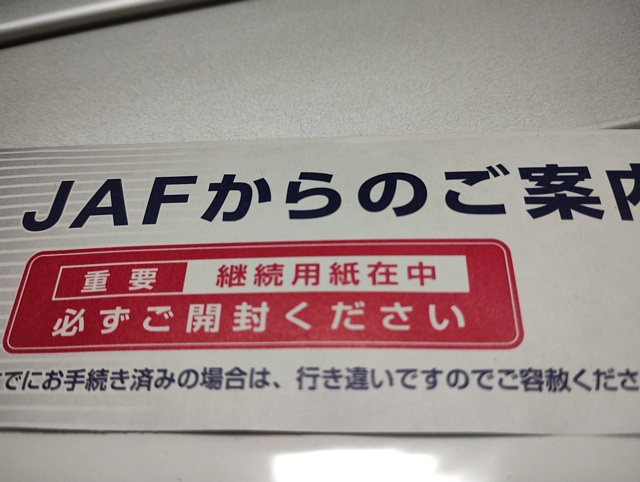 JAFからのご案内
重要 継続用紙在中
必ずご開封ください
でにお手続き済みの場合は、行き違いですのでご容赦くださ